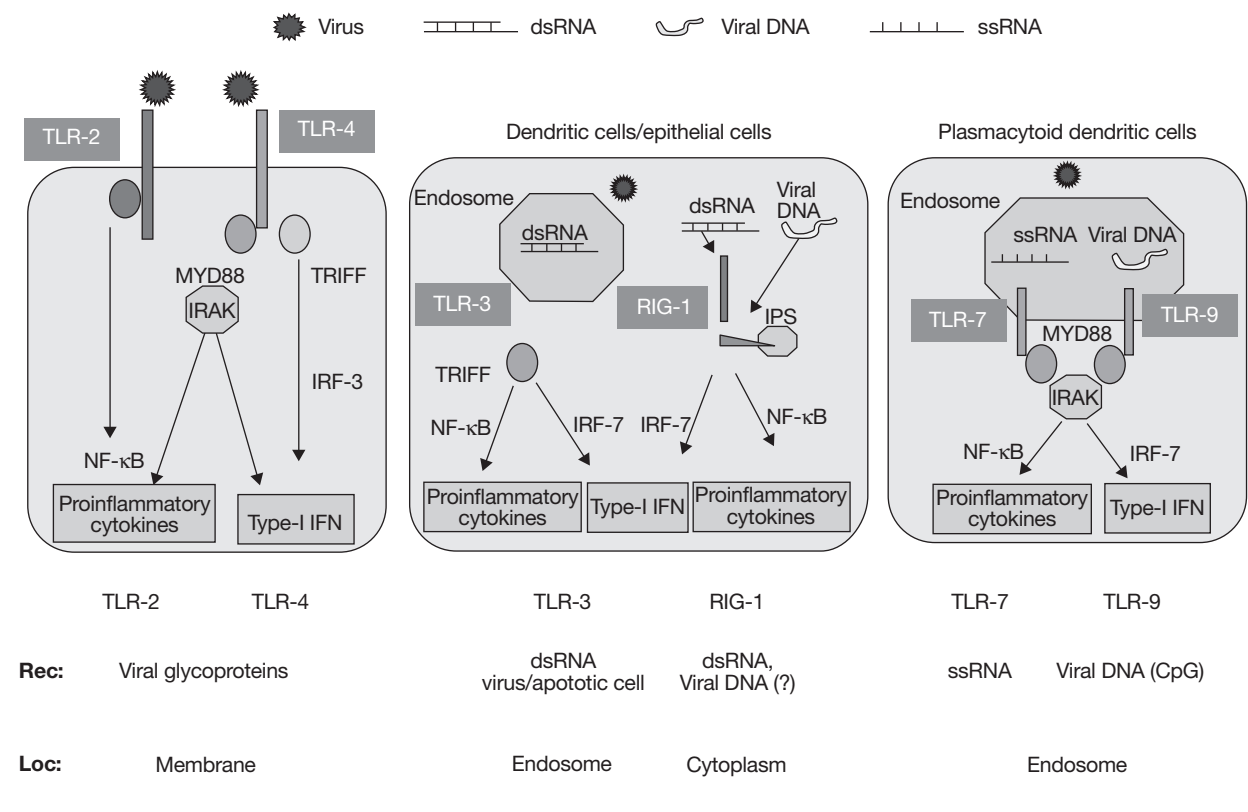 Virus
dsRNA
Viral DNA
ssRNA
TLR-2
TLR-4
MYD88
IRAK
TRIFF
IRF-3
NF-κB
Proinflammatory
cytokines
Type-I IFN
Dendritic cells/epithelial cells
Endosome
dsRNA
dsRNA
Viral
DNA
TLR-3
RIG-1
IPS
TRIFF
NF-κB
IRF-7
IRF-7
NF-κB
Proinflammatory
cytokines
Type-I IFN
Proinflammatory
cytokines
Plasmacytoid dendritic cells
Endosome
ssRNA
Viral DNA
TLR-7
TLR-9
MYD88
IRAK
NF-κB
IRF-7
Proinflammatory
cytokines
Type-I IFN
TLR-2 TLR-4 TLR-3 RIG-1 TLR-7 TLR-9
Rec: Viral glycoproteins
dsRNA
virus/apototic cell
dsRNA,
Viral DNA (?)
ssRNA
Viral DNA (CpG)
Loc: Membrane Endosome Cytoplasm Endosome